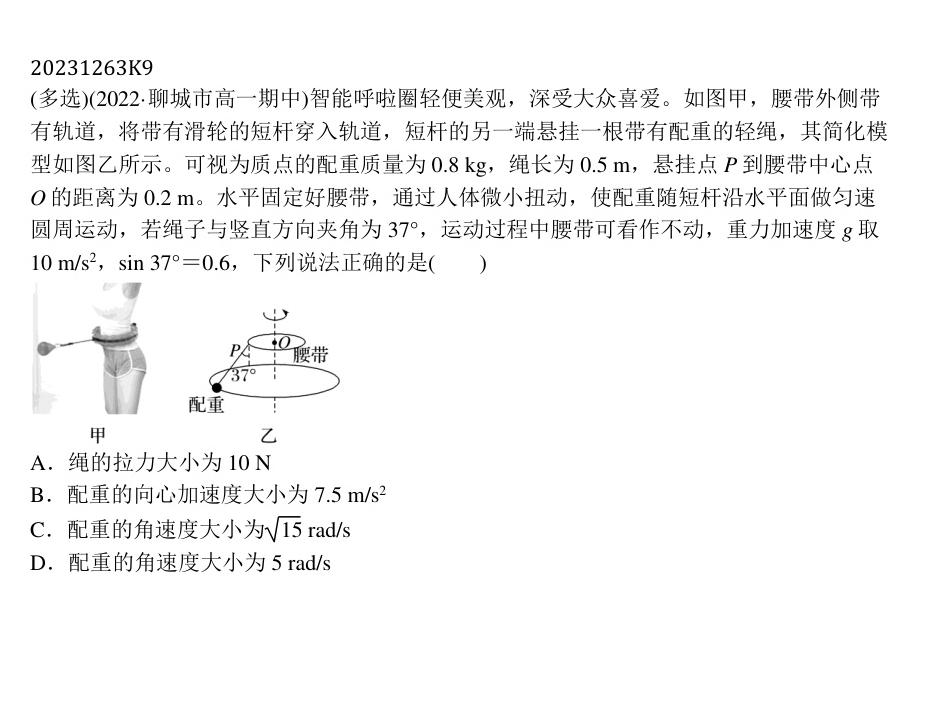 20231263K9
(多选)(2022·聊城市高一期中)智能呼啦圈轻便美观，深受大众喜爱。如图甲，腰带外侧带
有轨道，将带有滑轮的短杆穿入轨道，短杆的另一端悬挂一根带有配重的轻绳，其简化模
型如图乙所示。可视为质点的配重质量为 0.8 kg，绳长为 0.5 m，悬挂点 P 到腰带中心点
O 的距离为 0.2 m。水平固定好腰带，通过人体微小扭动，使配重随短杆沿水平面做匀速
圆周运动，若绳子与竖直方向夹角为 37°，运动过程中腰带可看作不动，重力加速度 g 取
10 m/s²，sin 37°＝0.6，下列说法正确的是(　　)
O
P
腰带
37°
配重
甲
乙
A．绳的拉力大小为 10 N
B．配重的向心加速度大小为 7.5 m/s²
C．配重的角速度大小为√15 rad/s
D．配重的角速度大小为 5 rad/s